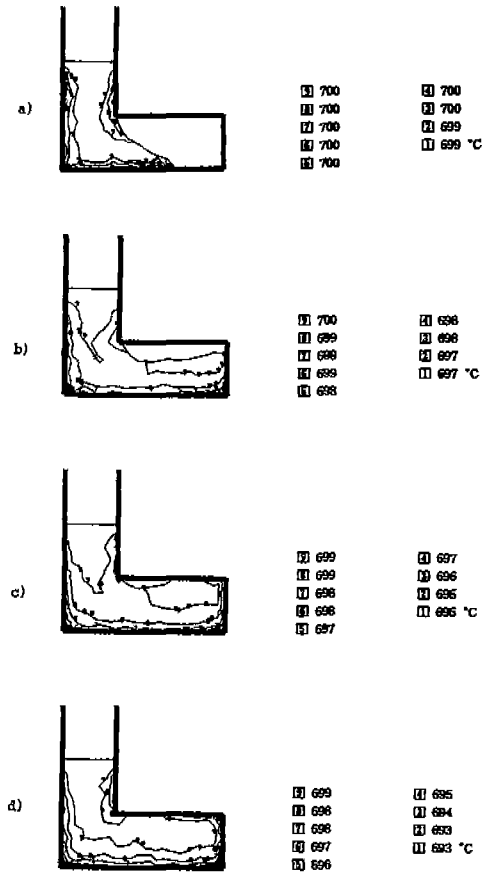 a)
9 700 4 700
8 700 3 700
7 700 2 699
6 700 1 699 °C
5 700
b)
9 700 4 698
8 699 3 698
7 699 2 697
6 699 1 697 °C
5 698
c)
9 699 4 697
8 699 3 696
7 698 2 696
6 698 1 696 °C
5 697
d)
9 699 4 695
8 698 3 694
7 698 2 693
6 697 1 693 °C
5 696